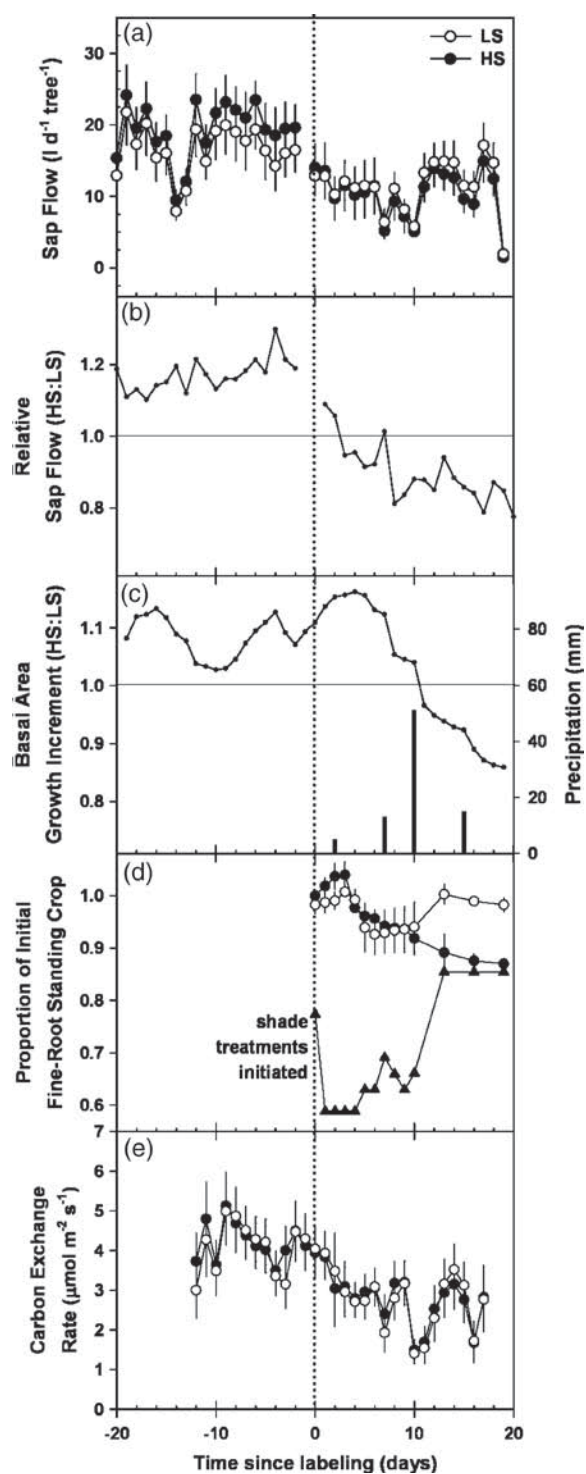 (a)
LS
HS
Sap Flow (l d⁻¹ tree⁻¹)
30
20
10
0
(b)
Relative
Sap Flow (HS:LS)
1.2
1.0
0.8
(c)
Basal Area
Growth Increment (HS:LS)
1.1
1.0
0.9
0.8
Precipitation (mm)
80
60
40
20
0
(d)
Proportion of Initial
Fine-Root Standing Crop
1.0
0.9
0.8
0.7
0.6
shade
treatments
initiated
(e)
Carbon Exchange
Rate (μmol m⁻² s⁻¹)
7
6
5
4
3
2
1
0
-20
-10
0
10
20
Time since labeling (days)